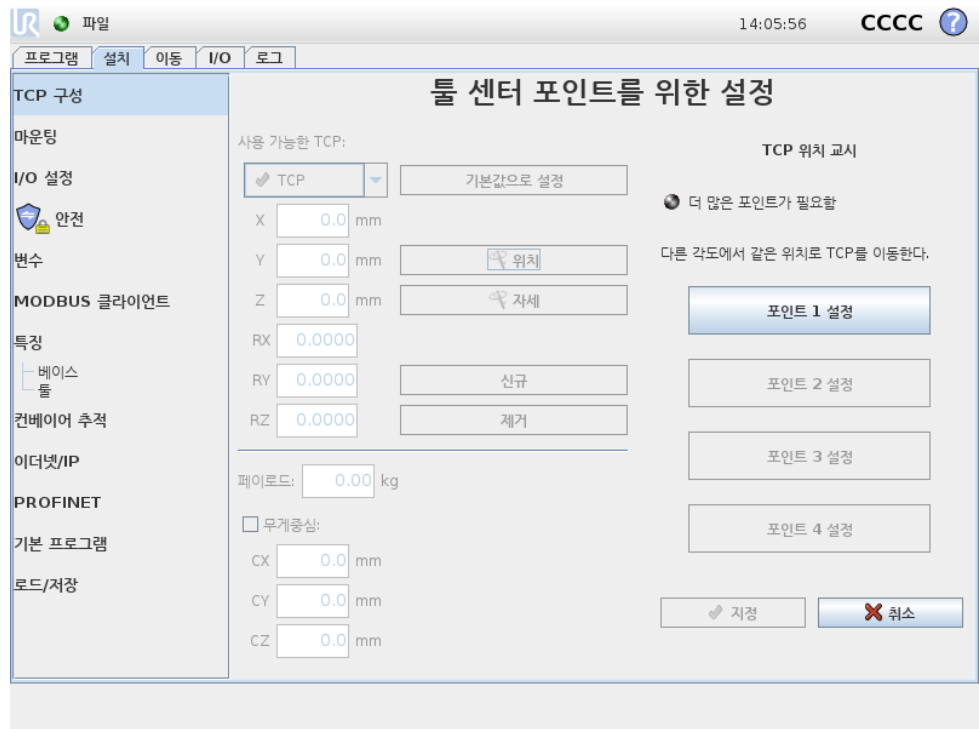 UR 파일 14:05:56 CCCC ?
프로그램 설치 이동 I/O 로그
TCP 구성
마운팅
I/O 설정
안전
변수
MODBUS 클라이언트
특징
베이스
툴
컨베이어 추적
이더넷/IP
PROFINET
기본 프로그램
로드/저장
툴 센터 포인트를 위한 설정
사용 가능한 TCP:
TCP 기본값으로 설정
X 0.0 mm
Y 0.0 mm 위치
Z 0.0 mm 자세
RX 0.0000
RY 0.0000 신규
RZ 0.0000 제거
페이로드: 0.00 kg
무게중심:
CX 0.0 mm
CY 0.0 mm
CZ 0.0 mm
TCP 위치 교시
더 많은 포인트가 필요함
다른 각도에서 같은 위치로 TCP를 이동한다.
포인트 1 설정
포인트 2 설정
포인트 3 설정
포인트 4 설정
지정 취소